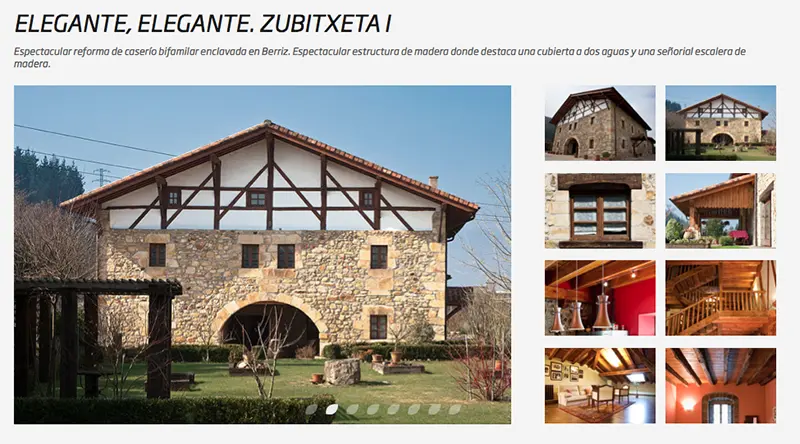 ELEGANTE, ELEGANTE. ZUBITXETA I
Espectacular reforma de caserío bifamilar enclavada en Berriz. Espectacular estructura de madera donde destaca una cubierta a dos aguas y una señorial escalera de
madera.